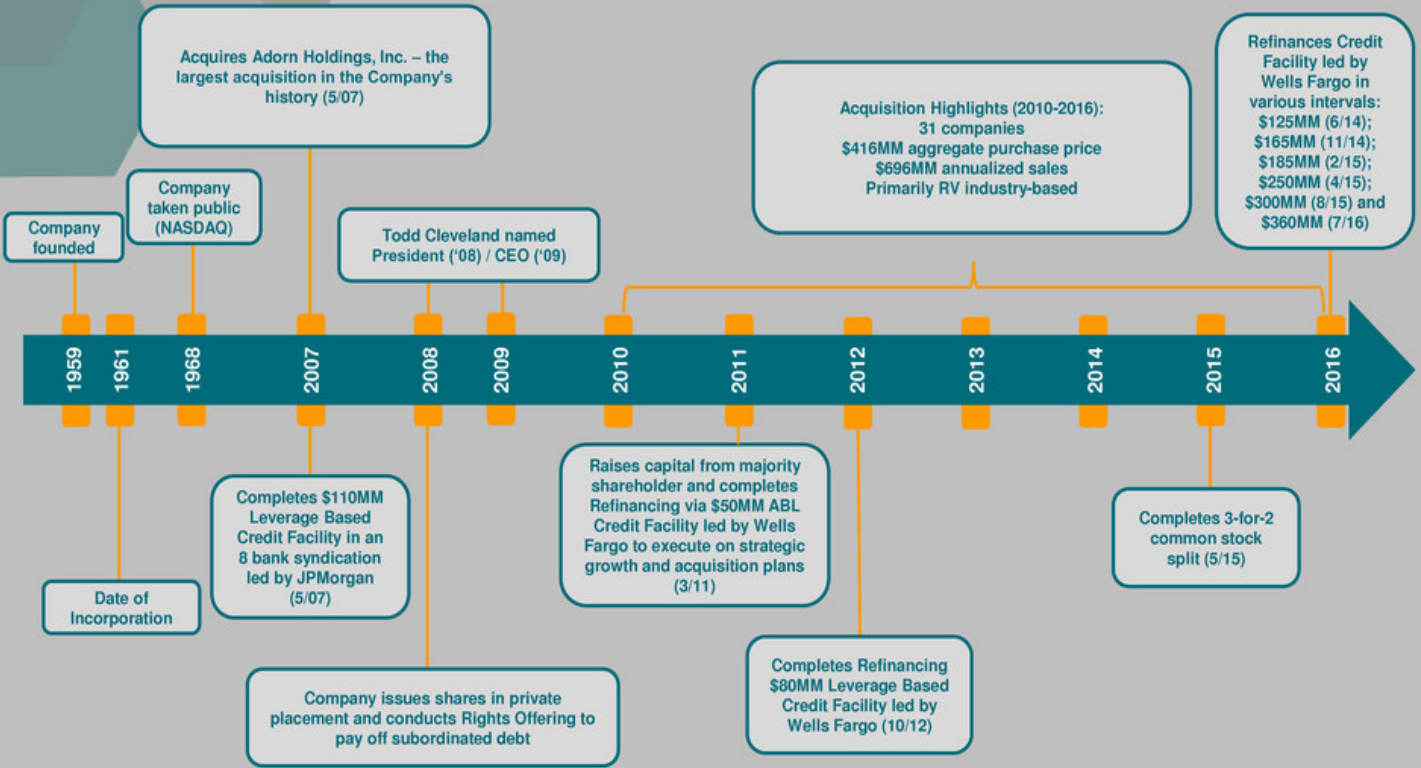 Acquires Adorn Holdings, Inc. – the
largest acquisition in the Company's
history (5/07)
Refinances Credit
Facility led by
Wells Fargo in
various intervals:
$125MM (6/14);
$165MM (11/14);
$185MM (2/15);
$250MM (4/15);
$300MM (8/15) and
$360MM (7/16)
Acquisition Highlights (2010-2016):
31 companies
$416MM aggregate purchase price
$696MM annualized sales
Primarily RV industry-based
Company
taken public
(NASDAQ)
Company
founded
Todd Cleveland named
President (‘08) / CEO (‘09)
1959
1961
1968
2007
2008
2009
2010
2011
2012
2013
2014
2015
2016
Raises capital from majority
shareholder and completes
Refinancing via $50MM ABL
Credit Facility led by Wells
Fargo to execute on strategic
growth and acquisition plans
(3/11)
Completes $110MM
Leverage Based
Credit Facility in an
8 bank syndication
led by JPMorgan
(5/07)
Completes 3-for-2
common stock
split (5/15)
Date of
Incorporation
Completes Refinancing
$80MM Leverage Based
Credit Facility led by
Wells Fargo (10/12)
Company issues shares in private
placement and conducts Rights Offering to
pay off subordinated debt